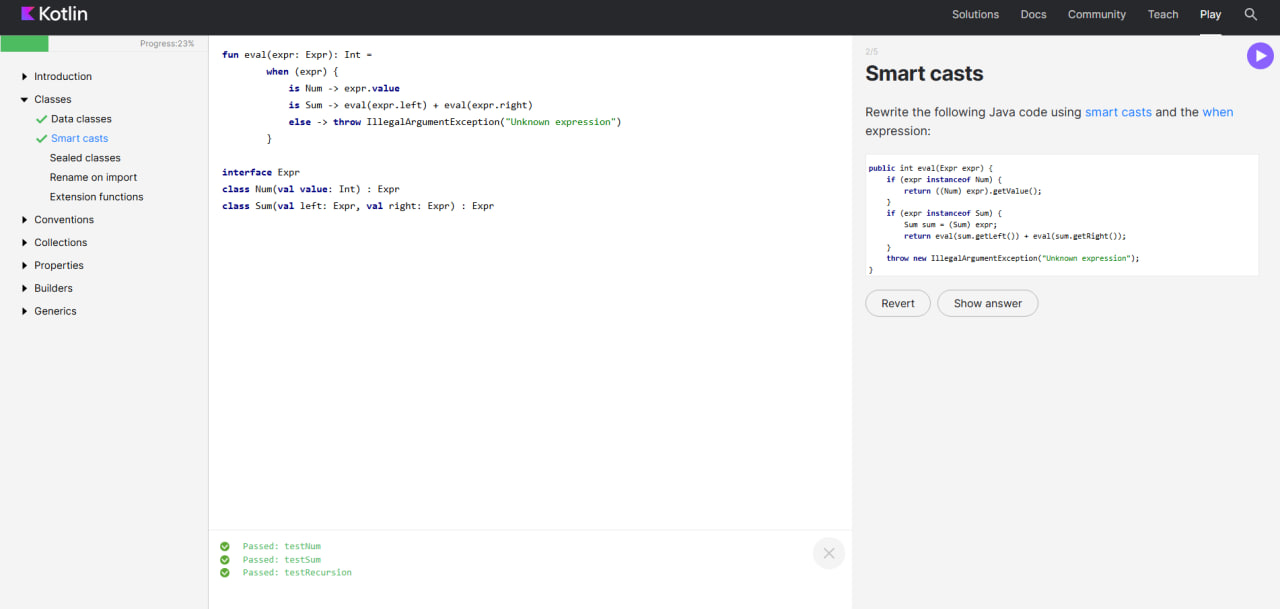 Kotlin
Solutions Docs Community Teach Play
Progress:23%
Introduction
Classes
Data classes
Smart casts
Sealed classes
Rename on import
Extension functions
Conventions
Collections
Properties
Builders
Generics
fun eval(expr: Expr): Int =
        when (expr) {
            is Num -> expr.value
            is Sum -> eval(expr.left) + eval(expr.right)
            else -> throw IllegalArgumentException("Unknown expression")
        }
interface Expr
class Num(val value: Int) : Expr
class Sum(val left: Expr, val right: Expr) : Expr
Passed: testNum
Passed: testSum
Passed: testRecursion
2/5
Smart casts
Rewrite the following Java code using smart casts and the when
expression:
public int eval(Expr expr) {
    if (expr instanceof Num) {
        return ((Num) expr).getValue();
    }
    if (expr instanceof Sum) {
        Sum sum = (Sum) expr;
        return eval(sum.getLeft()) + eval(sum.getRight());
    }
    throw new IllegalArgumentException("Unknown expression");
}
Revert Show answer